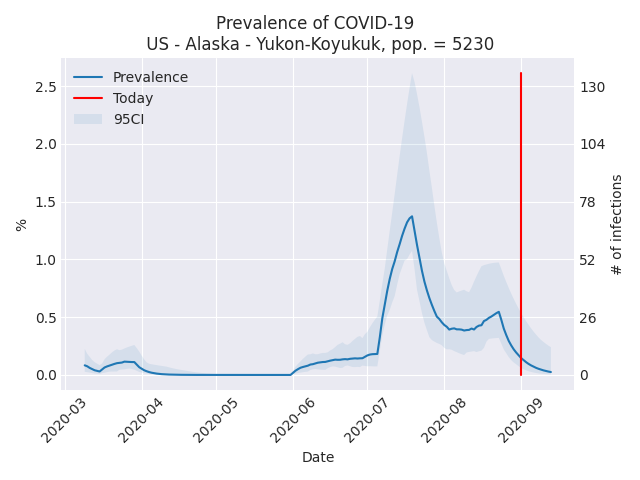 Prevalence of COVID-19
US - Alaska - Yukon-Koyukuk, pop. = 5230
Prevalence
Today
95CI
2.5
2.0
1.5
1.0
0.5
0.0
%
130
104
78
52
26
0
# of infections
2020-03
2020-04
2020-05
2020-06
2020-07
2020-08
2020-09
Date